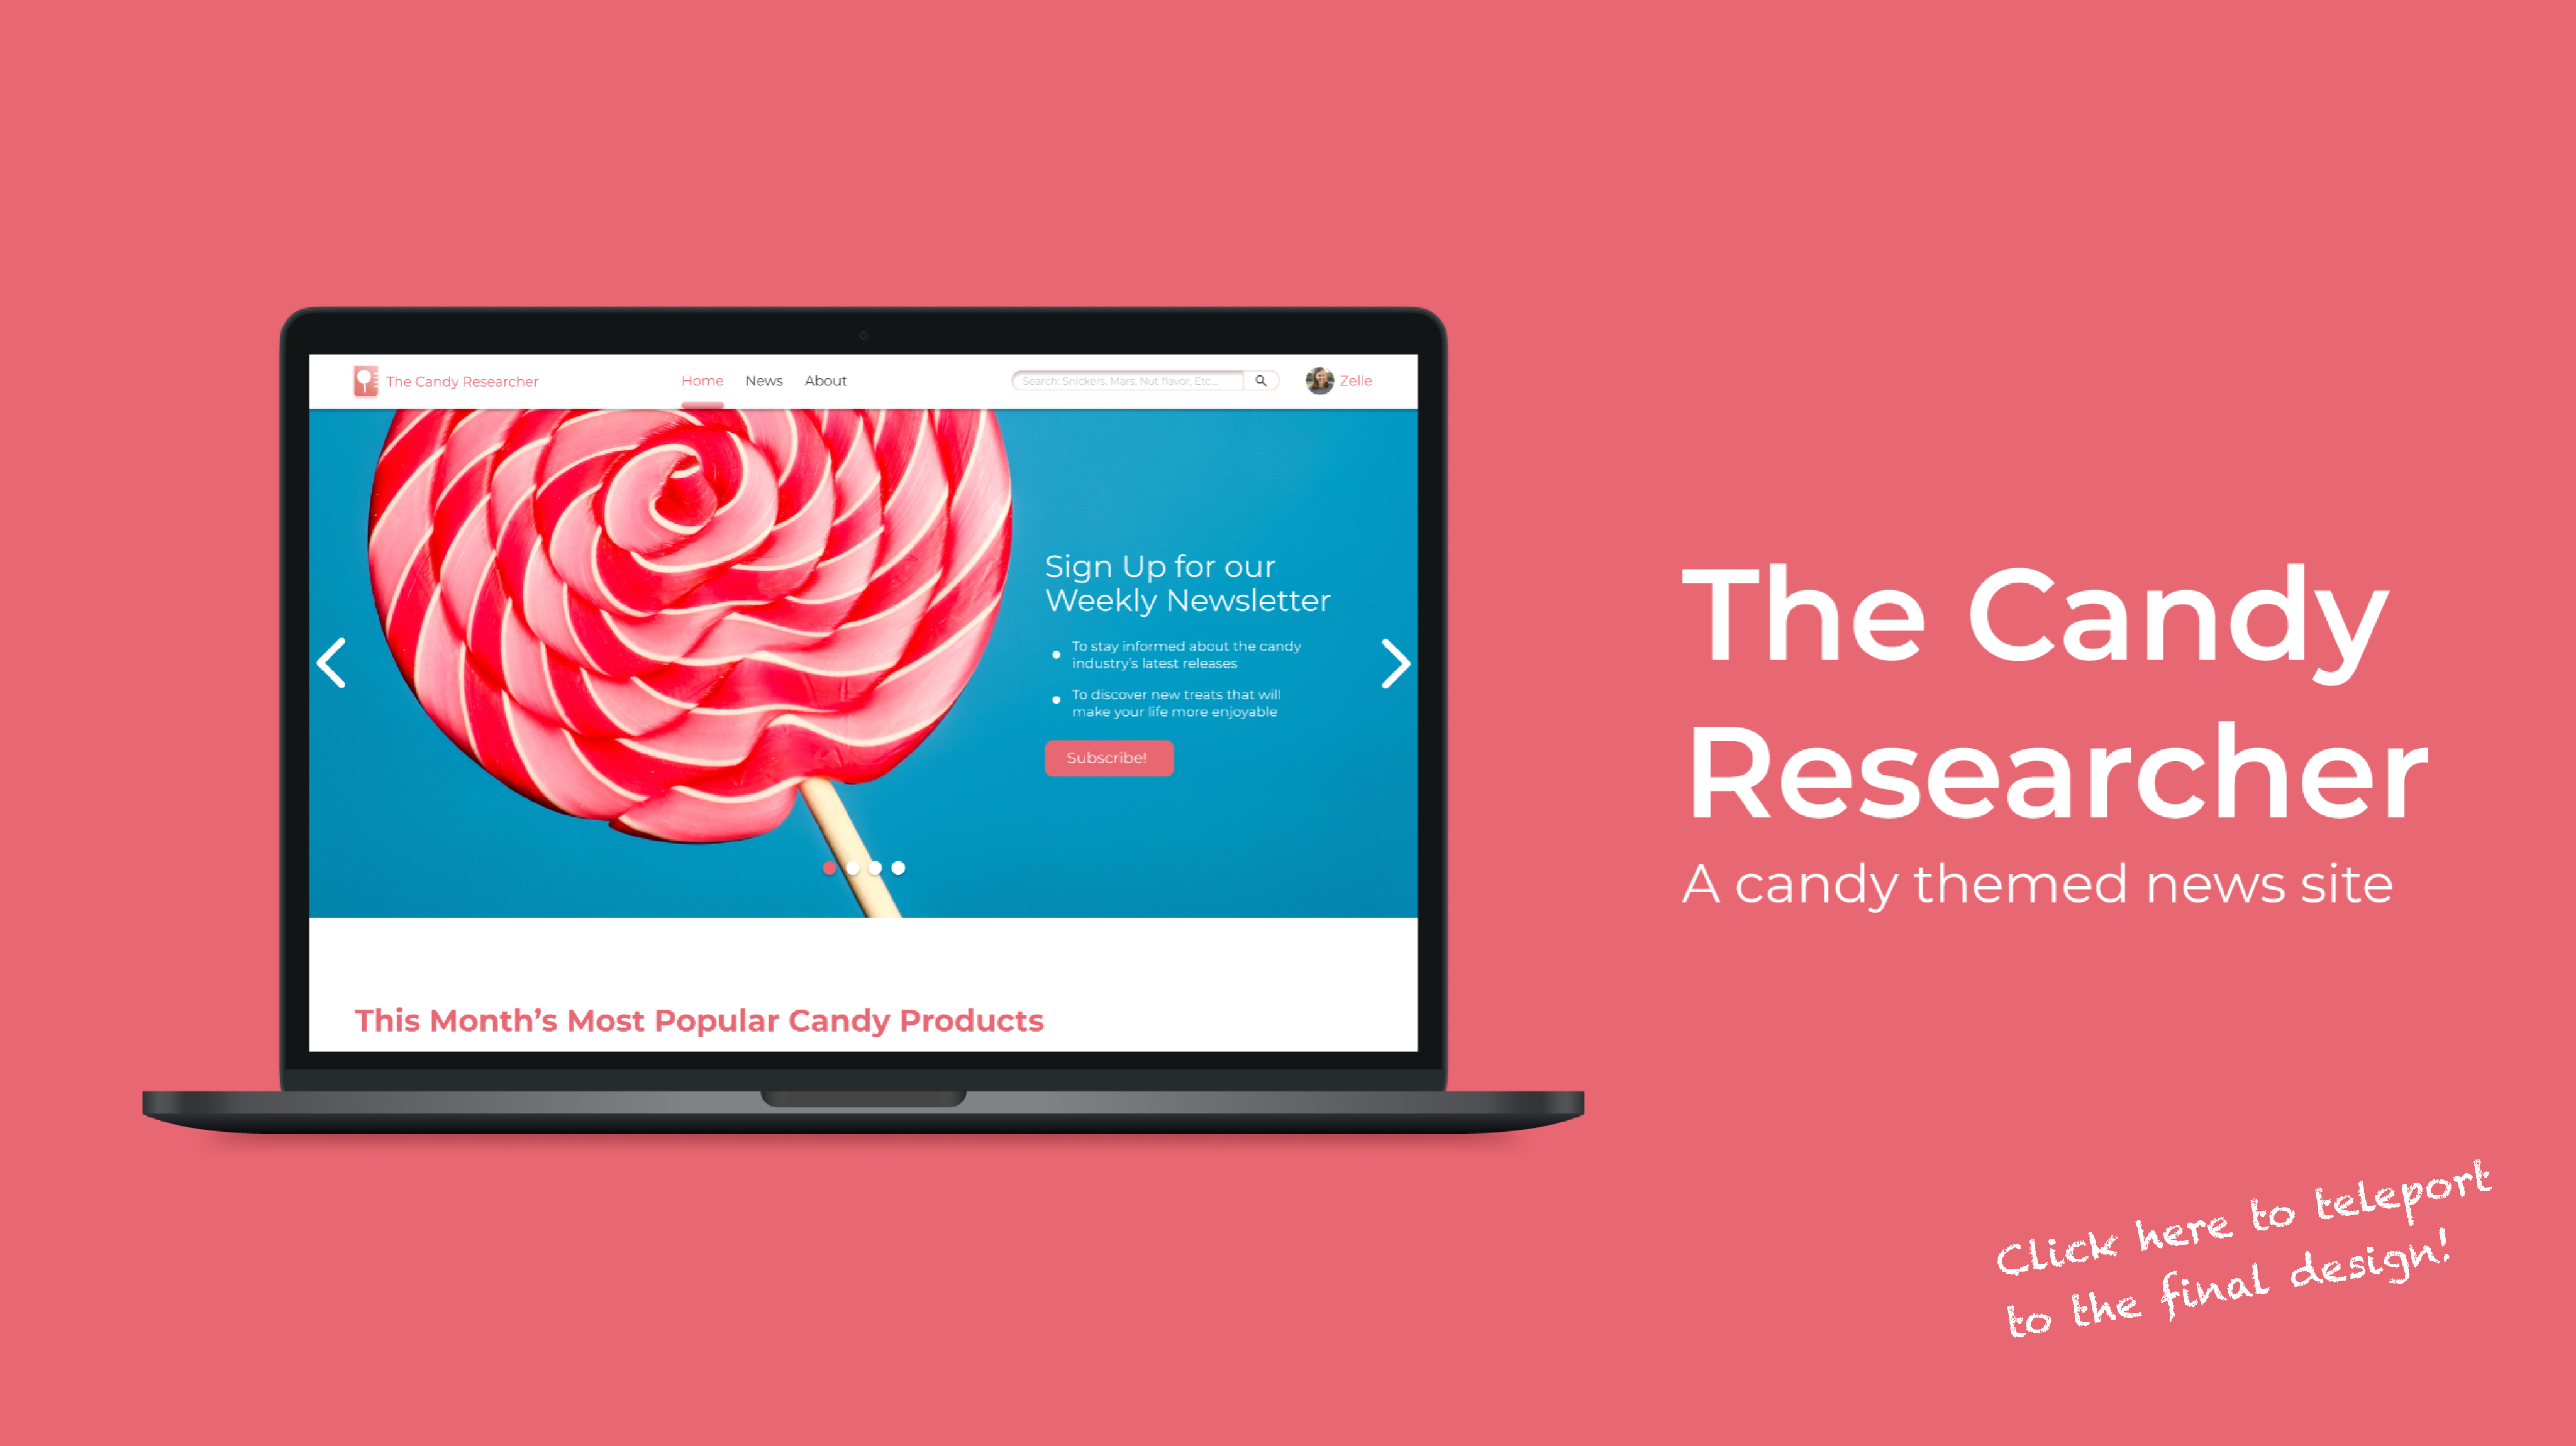 The Candy Researcher
Home News About
Search: Snickers, Mars, Nut flavor, Etc...
Zelle
Sign Up for our
Weekly Newsletter
To stay informed about the candy
industry's latest releases
To discover new treats that will
make your life more enjoyable
Subscribe!
This Month's Most Popular Candy Products
The Candy
Researcher
A candy themed news site
Click here to teleport
to the final design!